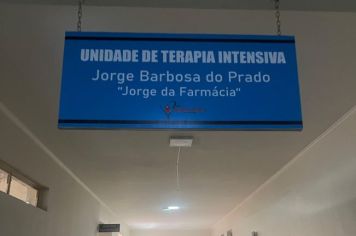 UNIDADE DE TERAPIA INTENSIVA
Jorge Barbosa do Prado
"Jorge da Farmácia"